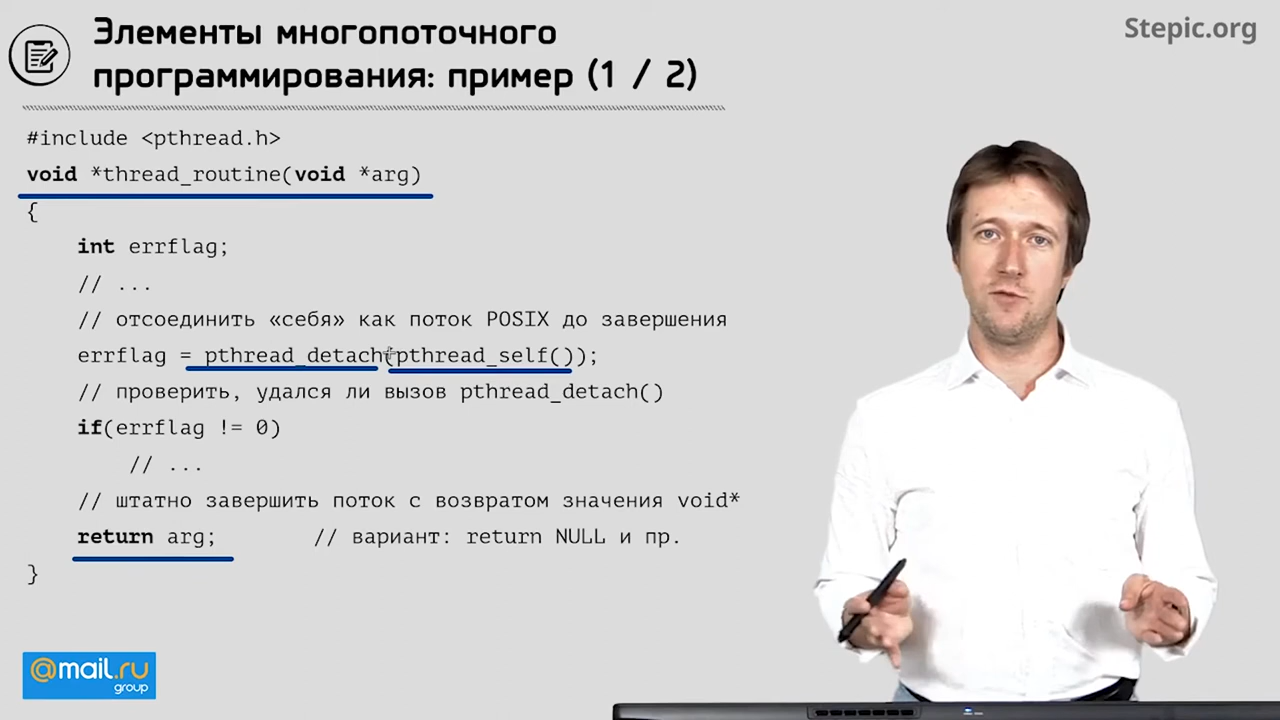 Элементы многопоточного
программирования: пример (1 / 2)
Stepic.org
#include <pthread.h>
void *thread_routine(void *arg)
{
int errflag;
// ...
// отсоединить «себя» как поток POSIX до завершения
errflag = pthread_detach(pthread_self());
// проверить, удался ли вызов pthread_detach()
if(errflag != 0)
// ...
// штатно завершить поток с возвратом значения void*
return arg; // вариант: return NULL и пр.
}
@mail.ru
group